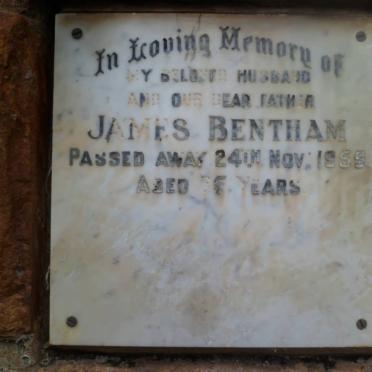 In Loving Memory of
MY BELOVED HUSBAND
AND OUR DEAR FATHER
JAMES BENTHAM
PASSED AWAY 24TH NOV.
AGED YEARS